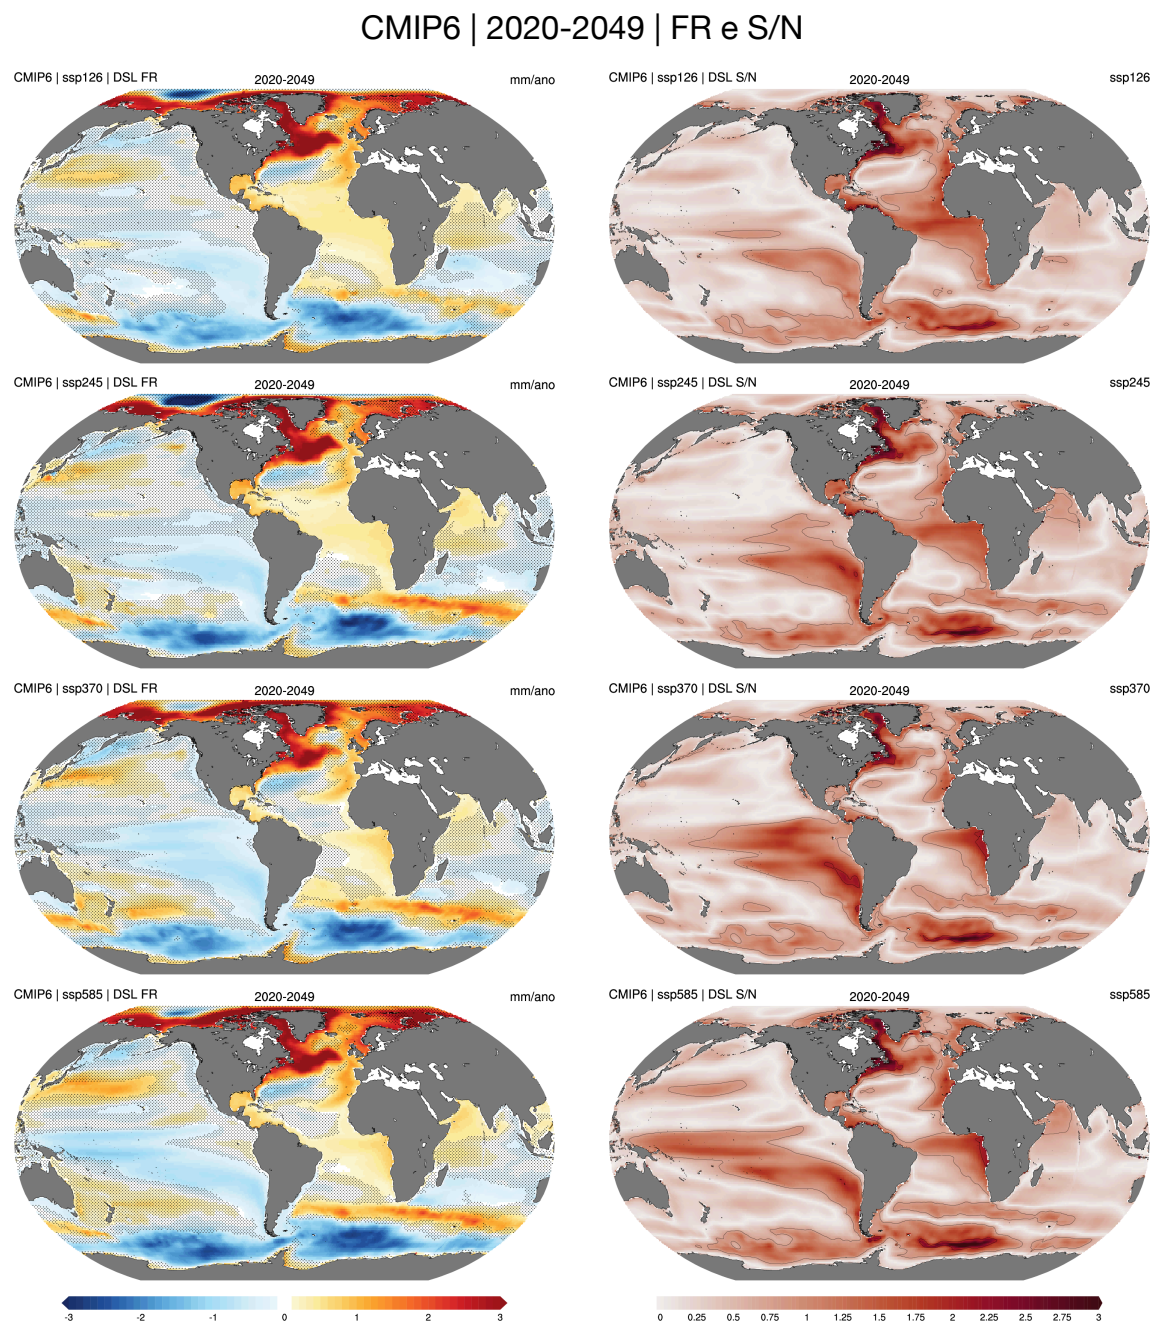 CMIP6 | 2020-2049 | FR e S/N
CMIP6 | ssp126 | DSL FR 2020-2049 mm/ano
CMIP6 | ssp126 | DSL S/N 2020-2049 ssp126
CMIP6 | ssp245 | DSL FR 2020-2049 mm/ano
CMIP6 | ssp245 | DSL S/N 2020-2049 ssp245
CMIP6 | ssp370 | DSL FR 2020-2049 mm/ano
CMIP6 | ssp370 | DSL S/N 2020-2049 ssp370
CMIP6 | ssp585 | DSL FR 2020-2049 mm/ano
CMIP6 | ssp585 | DSL S/N 2020-2049 ssp585
-3 -2 -1 0 1 2 3
0 0.25 0.5 0.75 1 1.25 1.5 1.75 2 2.25 2.5 2.75 3